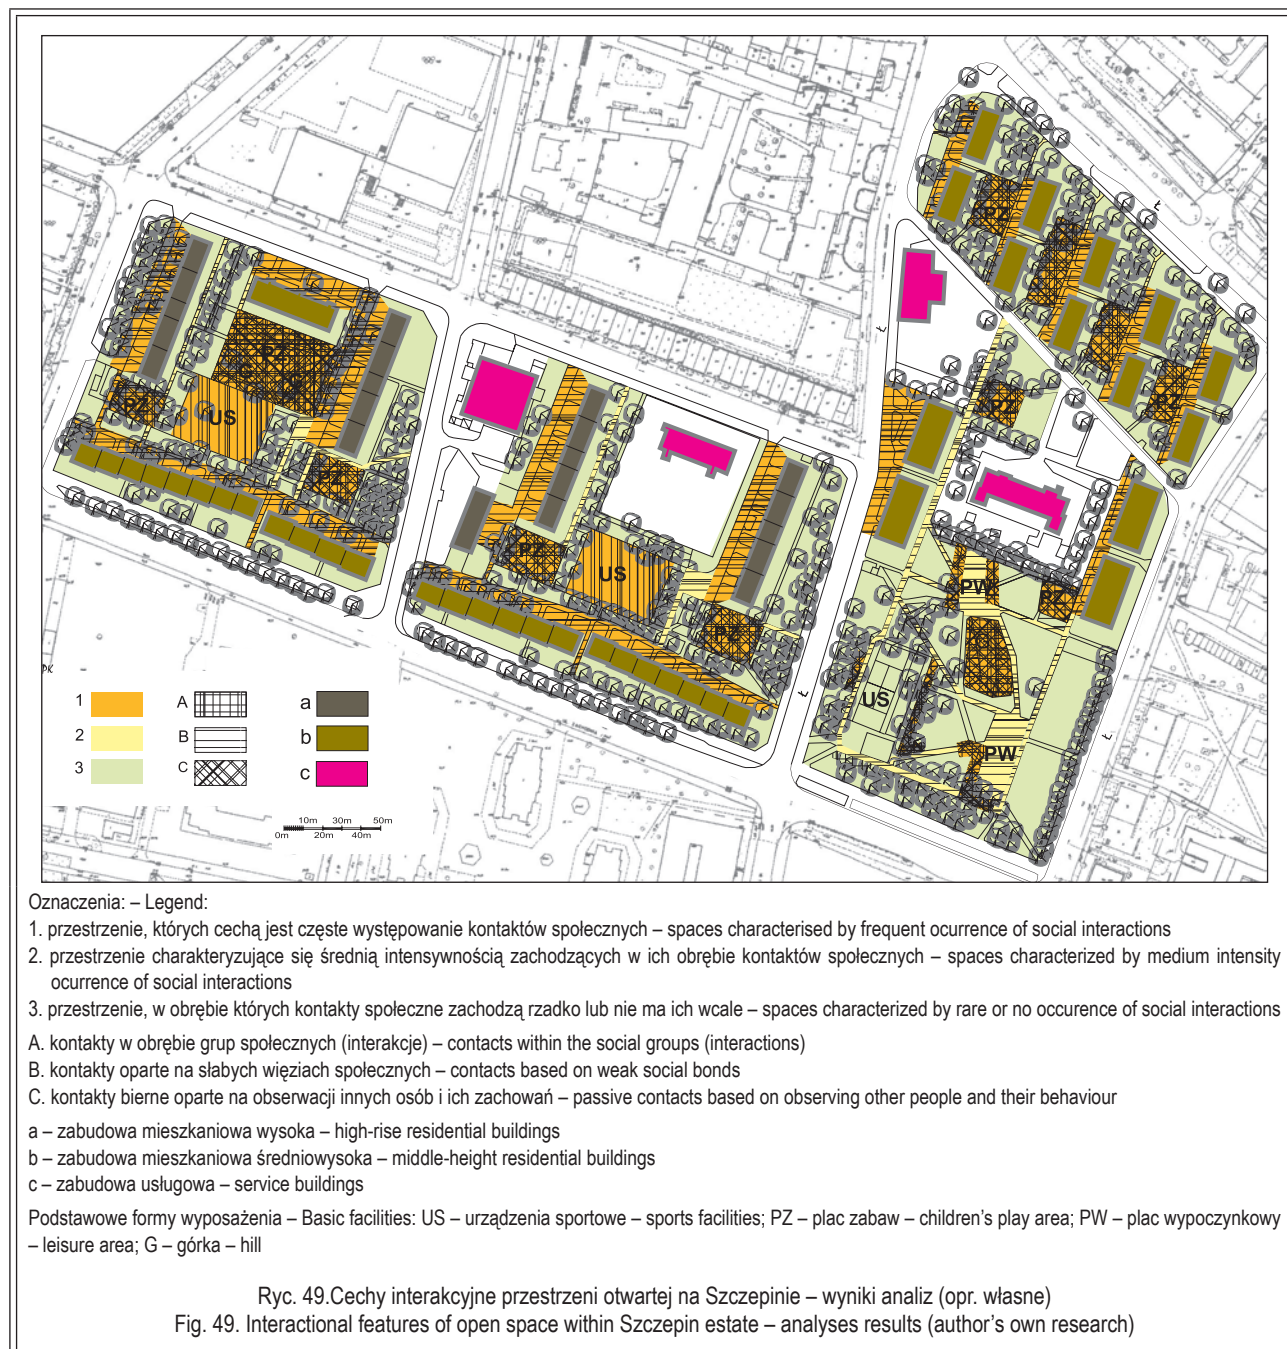 PZ
PZ
US
PZ
PZ
US
PZ
PZ
PZ
PZ
PW
PZ
US
PW
Ł
Ł
Ł
Ł
Ł
PK
1
2
3
A
B
C
a
b
c
10m 30m 50m
0m 20m 40m
Oznaczenia: – Legend:
1. przestrzenie, których cechą jest częste występowanie kontaktów społecznych – spaces characterised by frequent ocurrence of social interactions
2. przestrzenie charakteryzujące się średnią intensywnością zachodzących w ich obrębie kontaktów społecznych – spaces characterized by medium intensity
ocurrence of social interactions
3. przestrzenie, w obrębie których kontakty społeczne zachodzą rzadko lub nie ma ich wcale – spaces characterized by rare or no occurence of social interactions
A. kontakty w obrębie grup społecznych (interakcje) – contacts within the social groups (interactions)
B. kontakty oparte na słabych więziach społecznych – contacts based on weak social bonds
C. kontakty bierne oparte na obserwacji innych osób i ich zachowań – passive contacts based on observing other people and their behaviour
a – zabudowa mieszkaniowa wysoka – high-rise residential buildings
b – zabudowa mieszkaniowa średniowysoka – middle-height residential buildings
c – zabudowa usługowa – service buildings
Podstawowe formy wyposażenia – Basic facilities: US – urządzenia sportowe – sports facilities; PZ – plac zabaw – children's play area; PW – plac wypoczynkowy
– leisure area; G – górka – hill
Ryc. 49.Cechy interakcyjne przestrzeni otwartej na Szczepinie – wyniki analiz (opr. własne)
Fig. 49. Interactional features of open space within Szczepin estate – analyses results (author's own research)